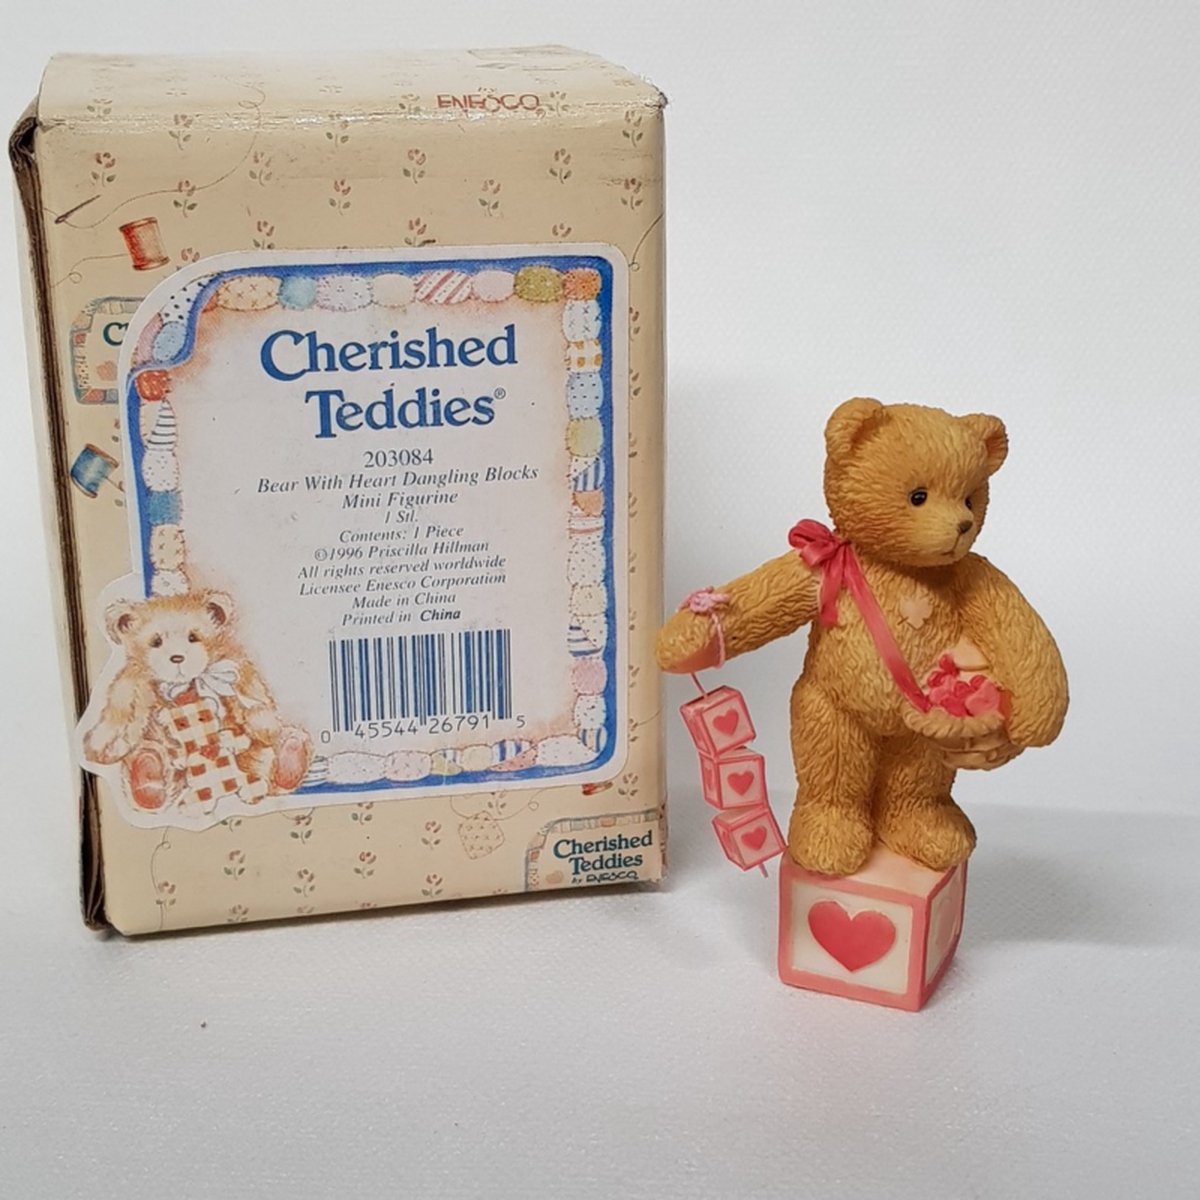 ENESCO
Cherished
Teddies®
203084
Bear With Heart Dangling Blocks
Mini Figurine
1 Stl.
Contents: 1 Piece
©1996 Priscilla Hillman
All rights reserved worldwide
Licensee Enesco Corporation
Made in China
Printed in China
0 45544 26791 5
Cherished
Teddies
By ENESCO